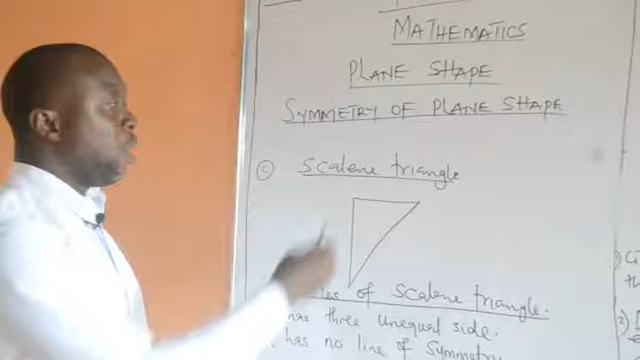 MATHEMATICS
PLANE SHAPE
SYMMETRY OF PLANE SHAPE
(c) scalene triangle
of scalene triangle.
has three unequal side.
has no line of Symmetry
2)